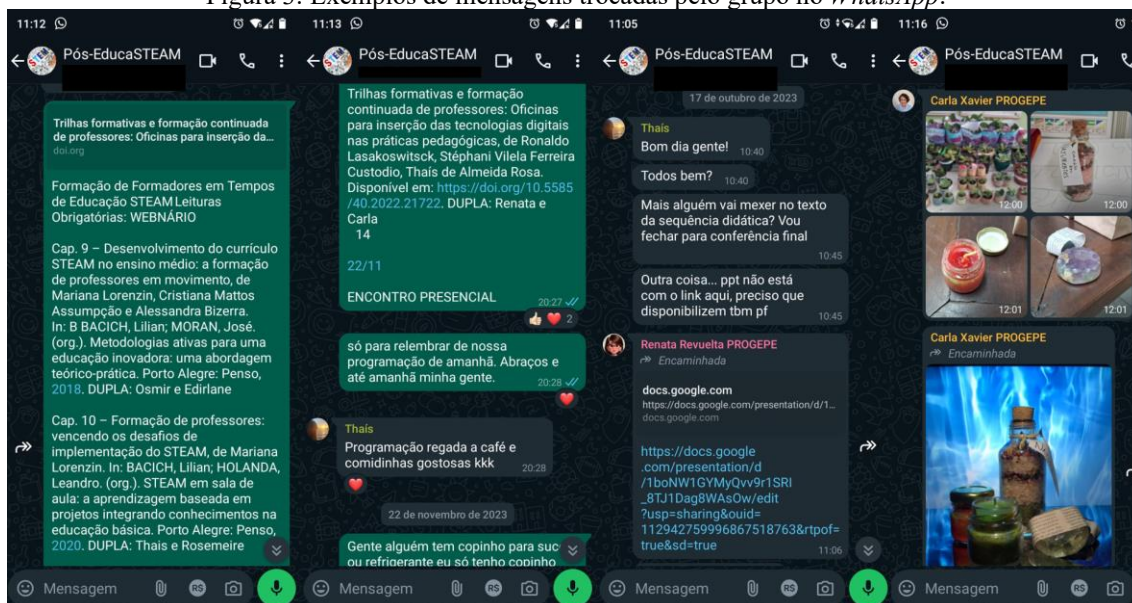 Figura 3: Exemplos de mensagens trocadas pelo grupo no WhatsApp.
11:12
Pós-EducaSTEAM
Trilhas formativas e formação continuada
de professores: Oficinas para inserção da...
doi.org
Formação de Formadores em Tempos
de Educação STEAM Leituras
Obrigatórias: WEBNÁRIO
Cap. 9 – Desenvolvimento do currículo
STEAM no ensino médio: a formação
de professores em movimento, de
Mariana Lorenzin, Cristiana Mattos
Assumpção e Alessandra Bizerra.
In: B BACICH, Lilian; MORAN, José.
(org.). Metodologias ativas para uma
educação inovadora: uma abordagem
teórico-prática. Porto Alegre: Penso,
2018. DUPLA: Osmir e Edirlane
Cap. 10 – Formação de professores:
vencendo os desafios de
implementação do STEAM, de Mariana
Lorenzin. In: BACICH, Lilian; HOLANDA,
Leandro. (org.). STEAM em sala de
aula: a aprendizagem baseada em
projetos integrando conhecimentos na
educação básica. Porto Alegre: Penso,
2020. DUPLA: Thais e Rosemeire
Mensagem
RS
11:13
Pós-EducaSTEAM
Trilhas formativas e formação
continuada de professores: Oficinas
para inserção das tecnologias digitais
nas práticas pedagógicas, de Ronaldo
Lasakoswitsck, Stéphani Vilela Ferreira
Custodio, Thaís de Almeida Rosa.
Disponível em: https://doi.org/10.5585
/40.2022.21722. DUPLA: Renata e
Carla
14
22/11
ENCONTRO PRESENCIAL
20:27
2
só para relembrar de nossa
programação de amanhã. Abraços e
até amanhã minha gente.
20:28
Thaís
Programação regada a café e
comidinhas gostosas kkk
20:28
22 de novembro de 2023
Gente alguém tem copinho para suco
ou refrigerante eu só tenho copinho
Mensagem
RS
11:05
Pós-EducaSTEAM
17 de outubro de 2023
Thaís
Bom dia gente!
10:40
Todos bem?
10:40
Mais alguém vai mexer no texto
da sequência didática? Vou
fechar para conferência final
10:45
Outra coisa... ppt não está
com o link aqui, preciso que
disponibilizem tbm pf
10:45
Renata Revuelta PROGEPE
Encaminhada
docs.google.com
https://docs.google.com/presentation/d/1...
docs.google.com
https://docs.google
.com/presentation/d
/1boNW1GYMyQvv9r1SRI
_8TJ1Dag8WAsOw/edit
?usp=sharing&ouid=
112942759996867518763&rtpof=
true&sd=true
11:06
Mensagem
RS
11:16
Pós-EducaSTEAM
Carla Xavier PROGEPE
12:00
12:00
12:01
12:01
Carla Xavier PROGEPE
Encaminhada
Mensagem
RS